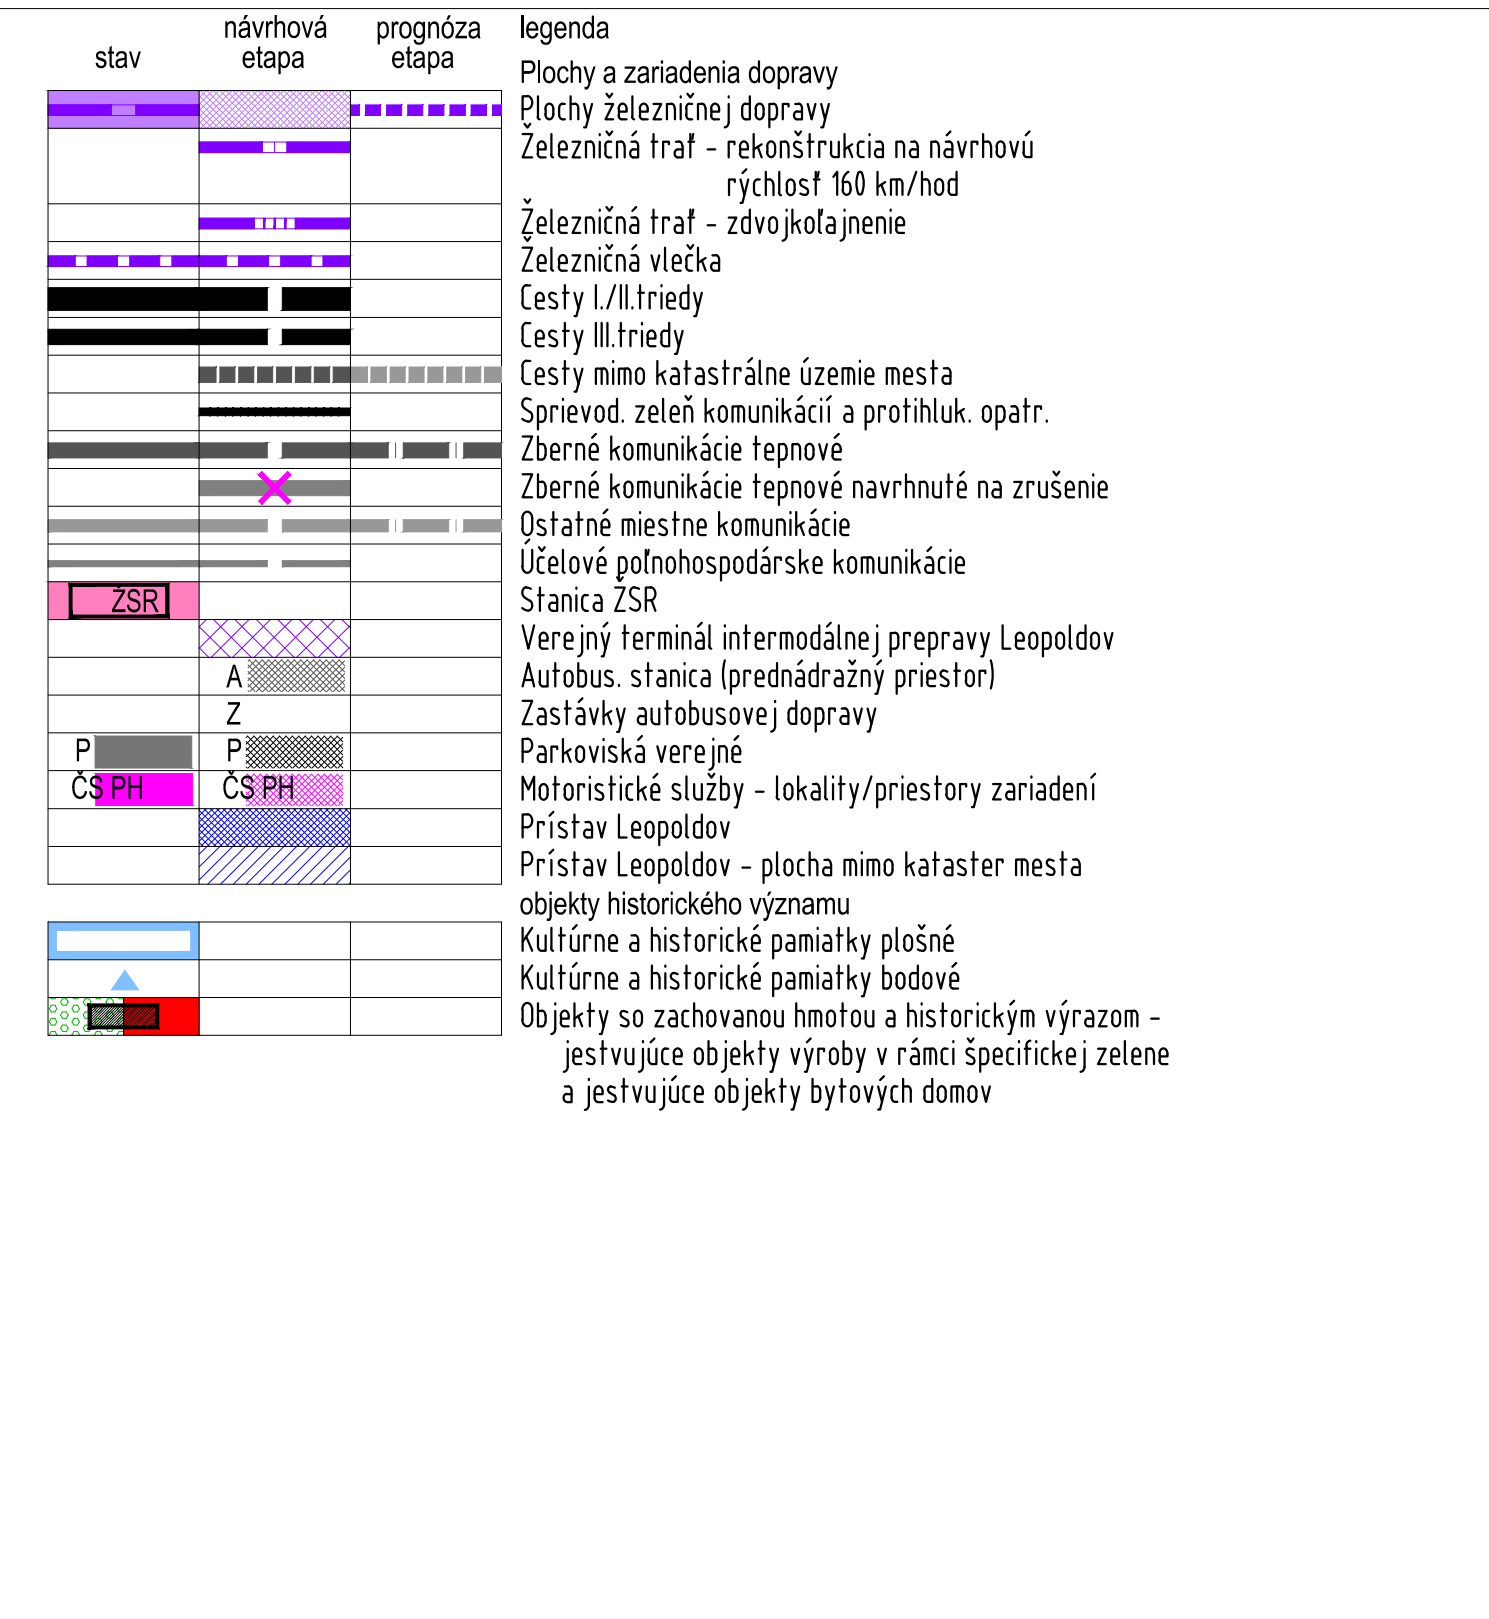 stav
návrhová
etapa
prognóza
etapa
legenda
Plochy a zariadenia dopravy
Plochy železničnej dopravy
Železničná trať - rekonštrukcia na návrhovú
rýchlosť 160 km/hod
Železničná trať - zdvojkoľajnenie
Železničná vlečka
Cesty I./II.triedy
Cesty III.triedy
Cesty mimo katastrálne územie mesta
Sprievod. zeleň komunikácií a protihluk. opatr.
Zberné komunikácie tepnové
Zberné komunikácie tepnové navrhnuté na zrušenie
Ostatné miestne komunikácie
Účelové poľnohospodárske komunikácie
ŽSR Stanica ŽSR
Verejný terminál intermodálnej prepravy Leopoldov
A Autobus. stanica (prednádražný priestor)
Z Zastávky autobusovej dopravy
P P Parkoviská verejné
ČS PH ČS PH Motoristické služby - lokality/priestory zariadení
Prístav Leopoldov
Prístav Leopoldov - plocha mimo kataster mesta
objekty historického významu
Kultúrne a historické pamiatky plošné
Kultúrne a historické pamiatky bodové
Objekty so zachovanou hmotou a historickým výrazom -
jestvujúce objekty výroby v rámci špecifickej zelene
a jestvujúce objekty bytových domov